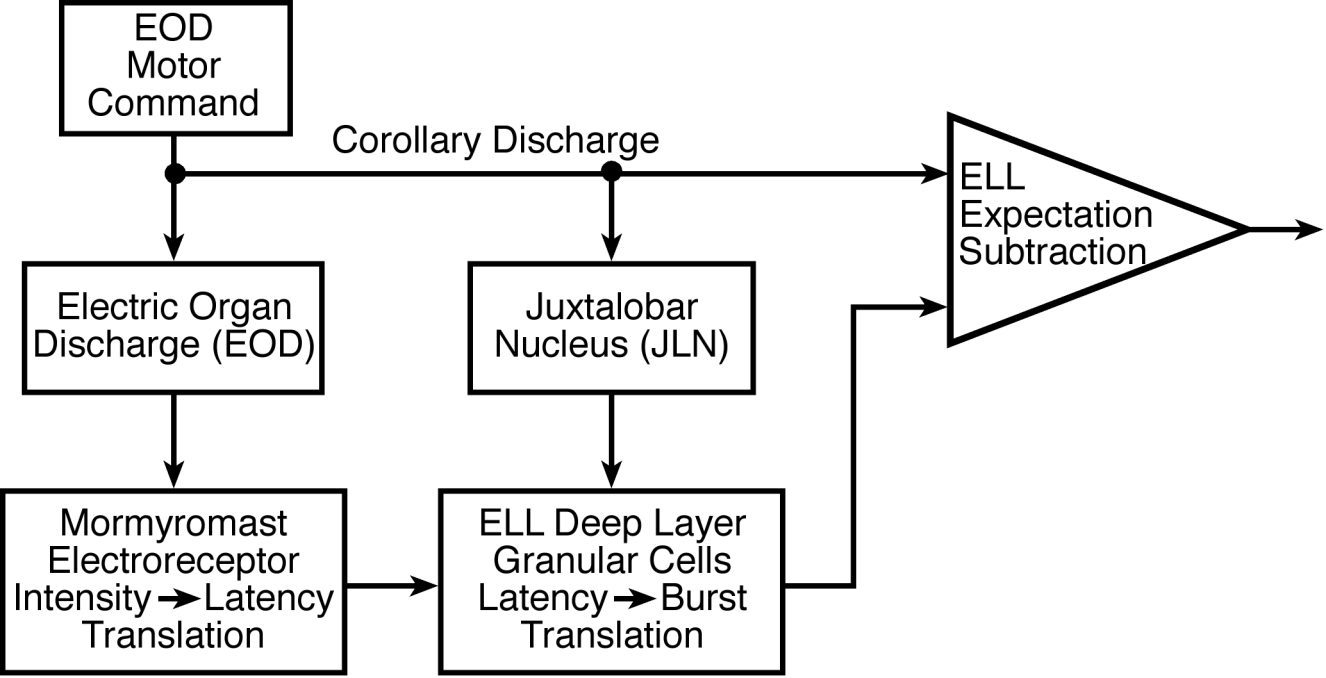 EOD
Motor
Command
Corollary Discharge
ELL
Expectation
Subtraction
Electric Organ
Discharge (EOD)
Juxtalobar
Nucleus (JLN)
Mormyromast
Electroreceptor
Intensity → Latency
Translation
ELL Deep Layer
Granular Cells
Latency → Burst
Translation